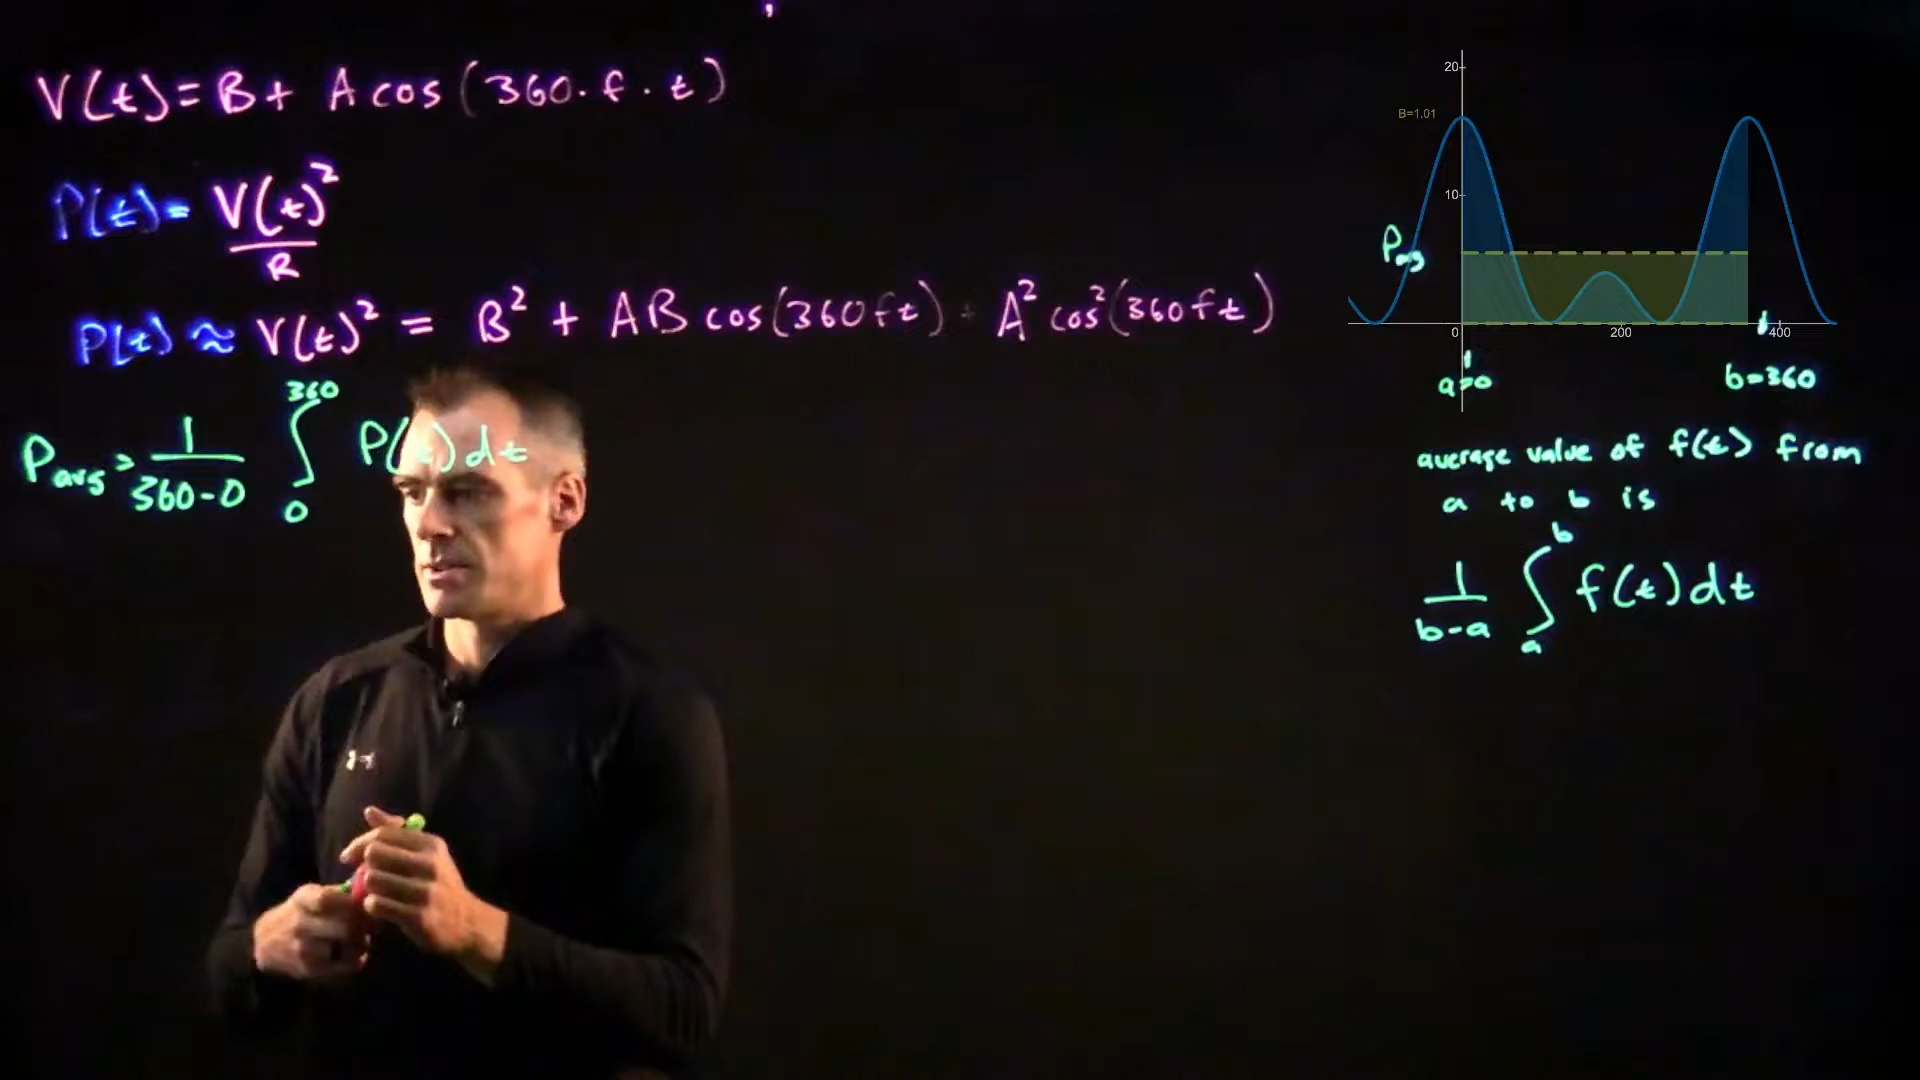 V(t) = B + A cos(360·f·t)
P(t) = V(t)² / R
P(t) ≈ V(t)² = B² + AB cos(360ft) + A² cos²(360ft)
Pavg = 1/(360-0) ∫₀³⁶⁰ P(t)dt
20
B=1.01
10
Pavg
0 200 400
a=0 b=360
average value of f(t) from
a to b is
1/(b-a) ∫ₐᵇ f(t)dt